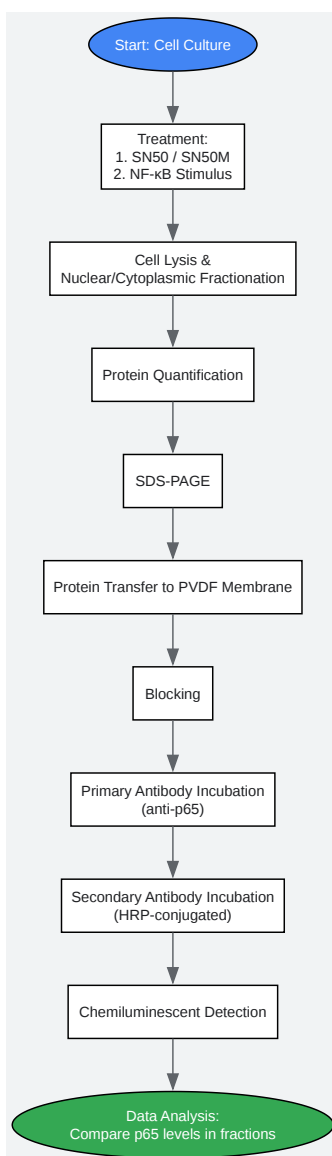 Start: Cell Culture
Treatment:
1. SN50 / SN50M
2. NF-κB Stimulus
Cell Lysis &
Nuclear/Cytoplasmic Fractionation
Protein Quantification
SDS-PAGE
Protein Transfer to PVDF Membrane
Blocking
Primary Antibody Incubation
(anti-p65)
Secondary Antibody Incubation
(HRP-conjugated)
Chemiluminescent Detection
Data Analysis:
Compare p65 levels in fractions